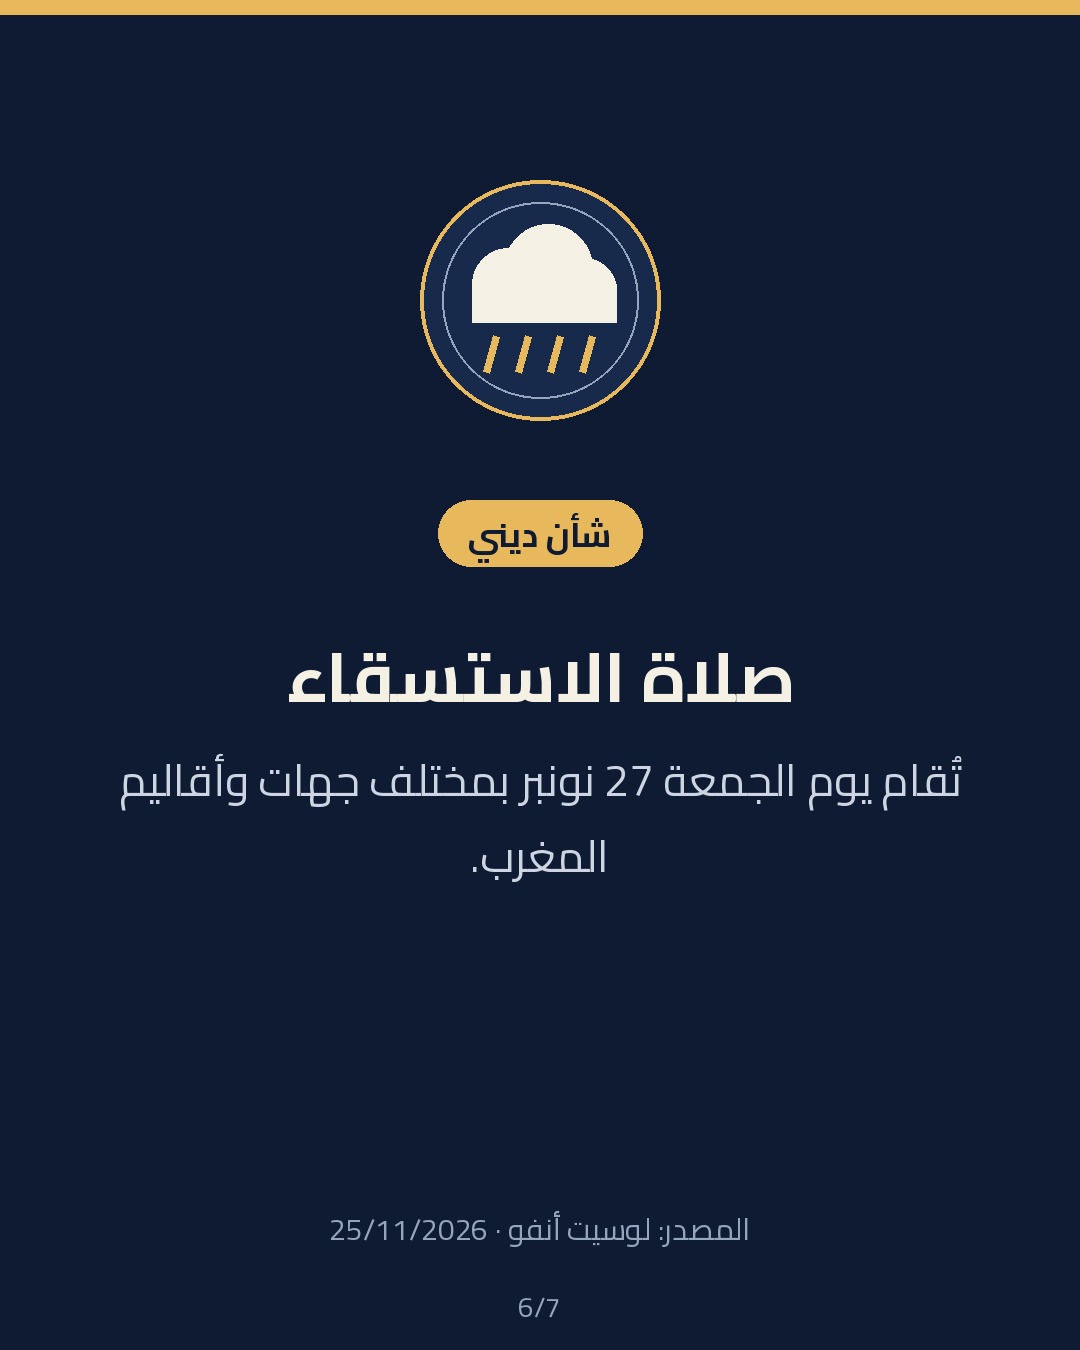 شأن ديني
صلاة الاستسقاء
تُقام يوم الجمعة 27 نونبر بمختلف جهات وأقاليم
المغرب.
المصدر: لوسيت أنفو · 25/11/2026
6/7